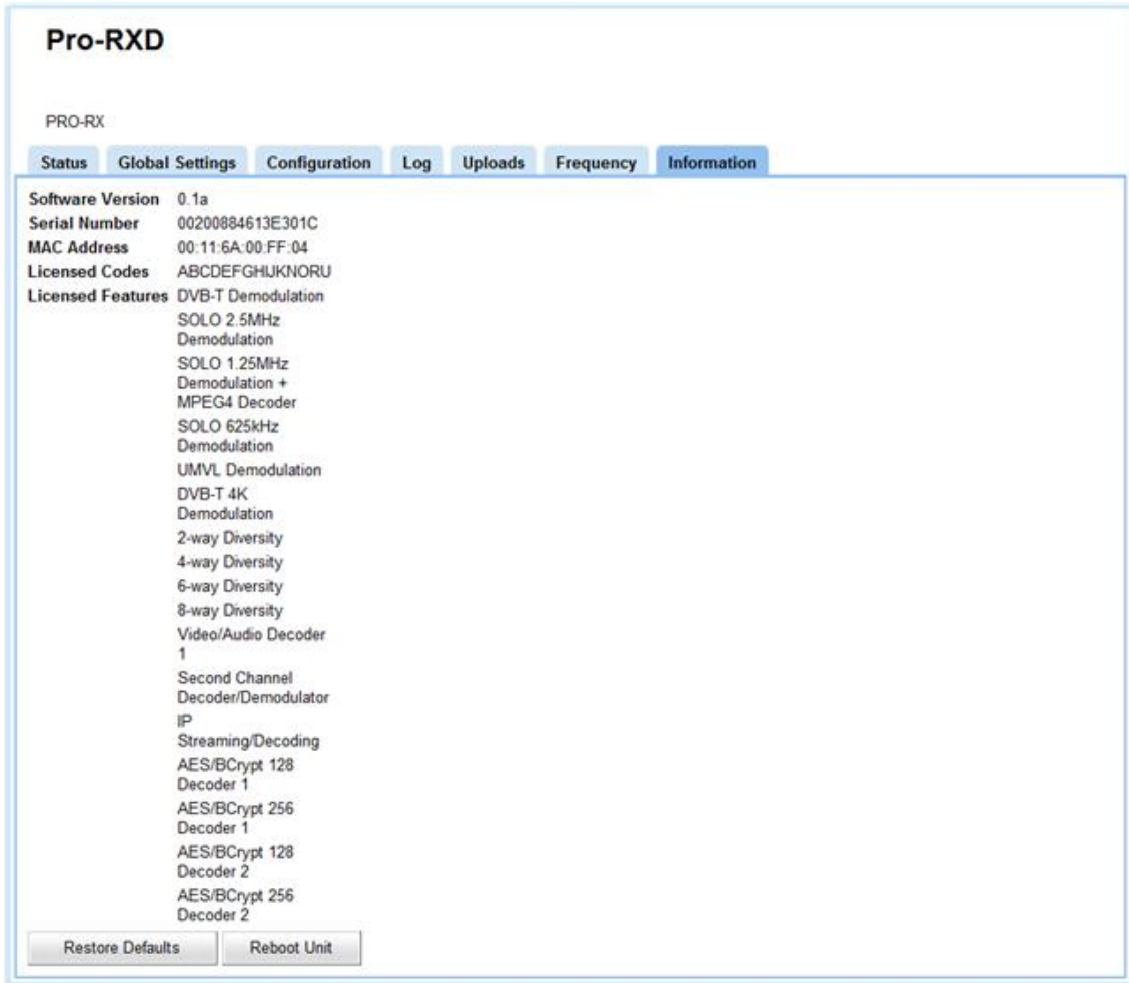 Pro-RXD
PRO-RX
Status Global Settings Configuration Log Uploads Frequency Information
Software Version 0.1a
Serial Number 00200884613E301C
MAC Address 00:11:6A:00:FF:04
Licensed Codes ABCDEFGHIJKNORU
Licensed Features DVB-T Demodulation
SOLO 2.5MHz
Demodulation
SOLO 1.25MHz
Demodulation +
MPEG4 Decoder
SOLO 625kHz
Demodulation
UMVL Demodulation
DVB-T 4K
Demodulation
2-way Diversity
4-way Diversity
6-way Diversity
8-way Diversity
Video/Audio Decoder
1
Second Channel
Decoder/Demodulator
IP
Streaming/Decoding
AES/BCrypt 128
Decoder 1
AES/BCrypt 256
Decoder 1
AES/BCrypt 128
Decoder 2
AES/BCrypt 256
Decoder 2
Restore Defaults Reboot Unit